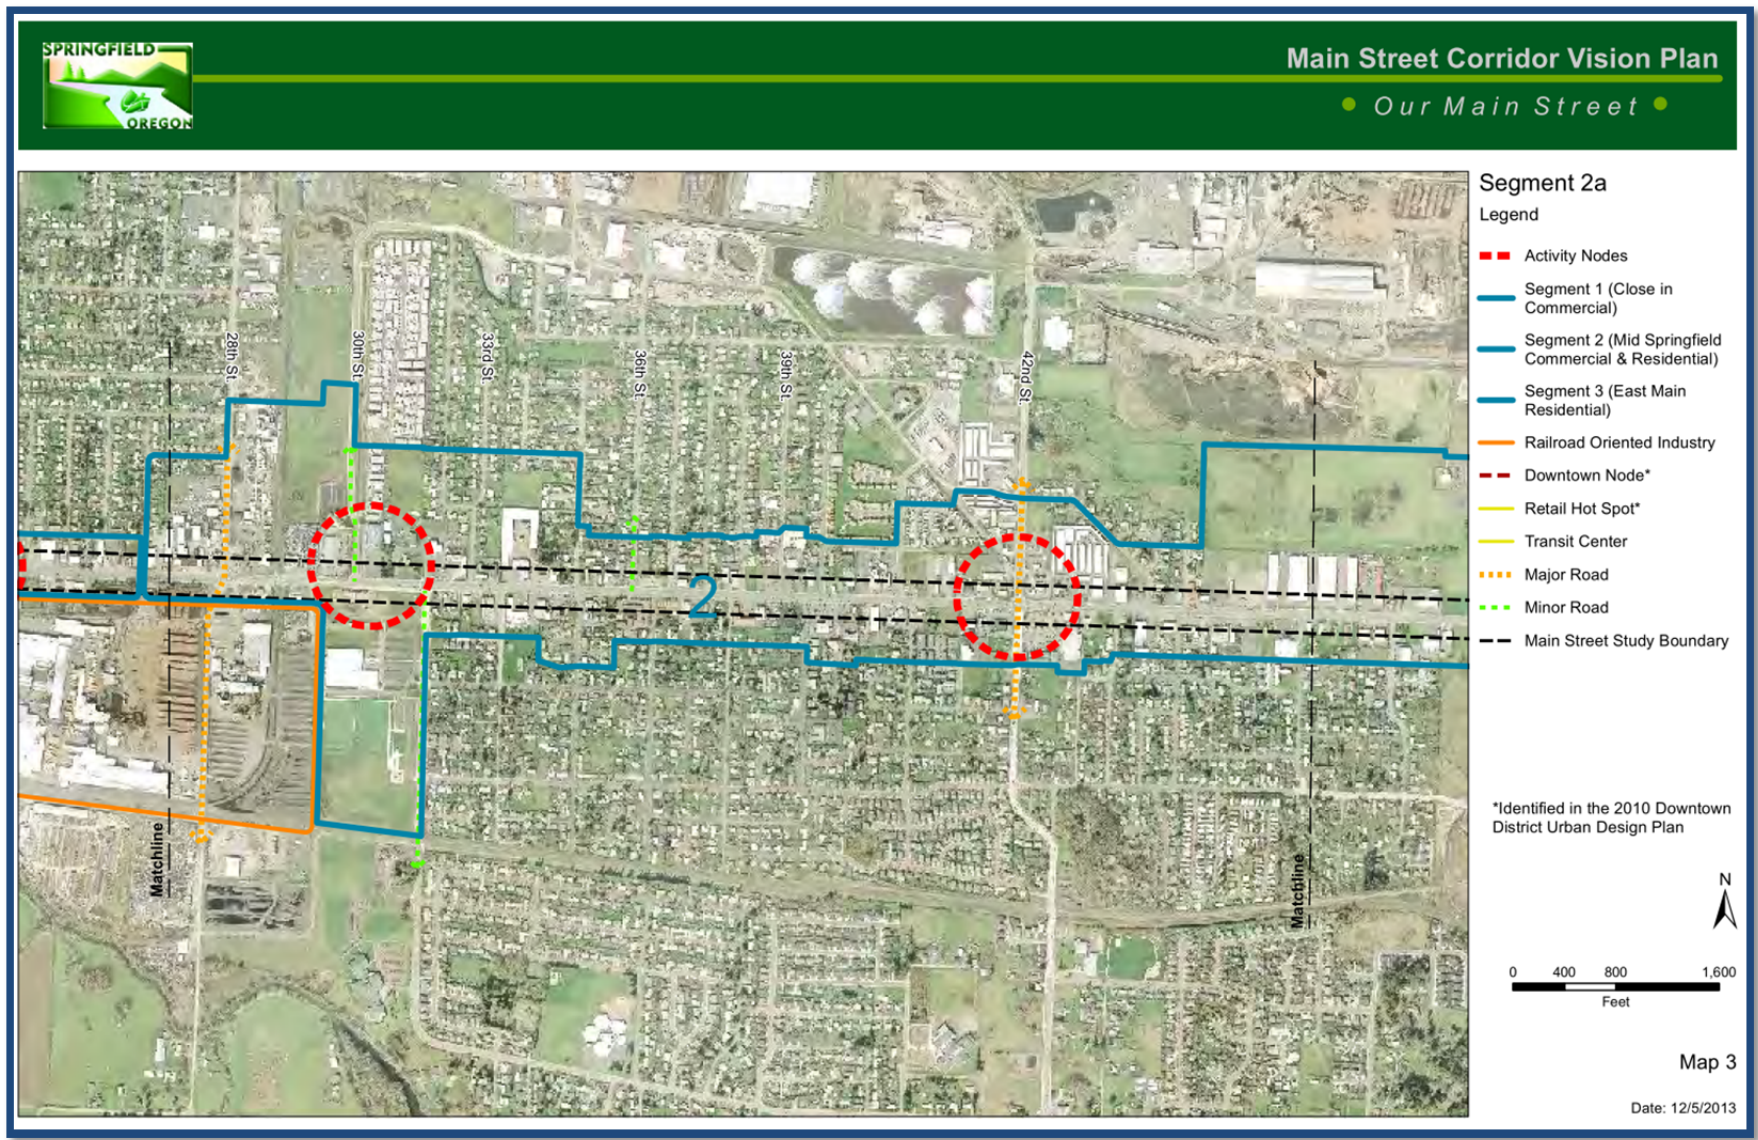 SPRINGFIELD
OREGON
Main Street Corridor Vision Plan
Our Main Street
Segment 2a
Legend
Activity Nodes
Segment 1 (Close in
Commercial)
Segment 2 (Mid Springfield
Commercial & Residential)
Segment 3 (East Main
Residential)
Railroad Oriented Industry
Downtown Node*
Retail Hot Spot*
Transit Center
Major Road
Minor Road
Main Street Study Boundary
28th St.
30th St.
33rd St.
36th St.
39th St.
42nd St.
2
Matchline
Matchline
*Identified in the 2010 Downtown
District Urban Design Plan
N
0 400 800 1,600
Feet
Map 3
Date: 12/5/2013